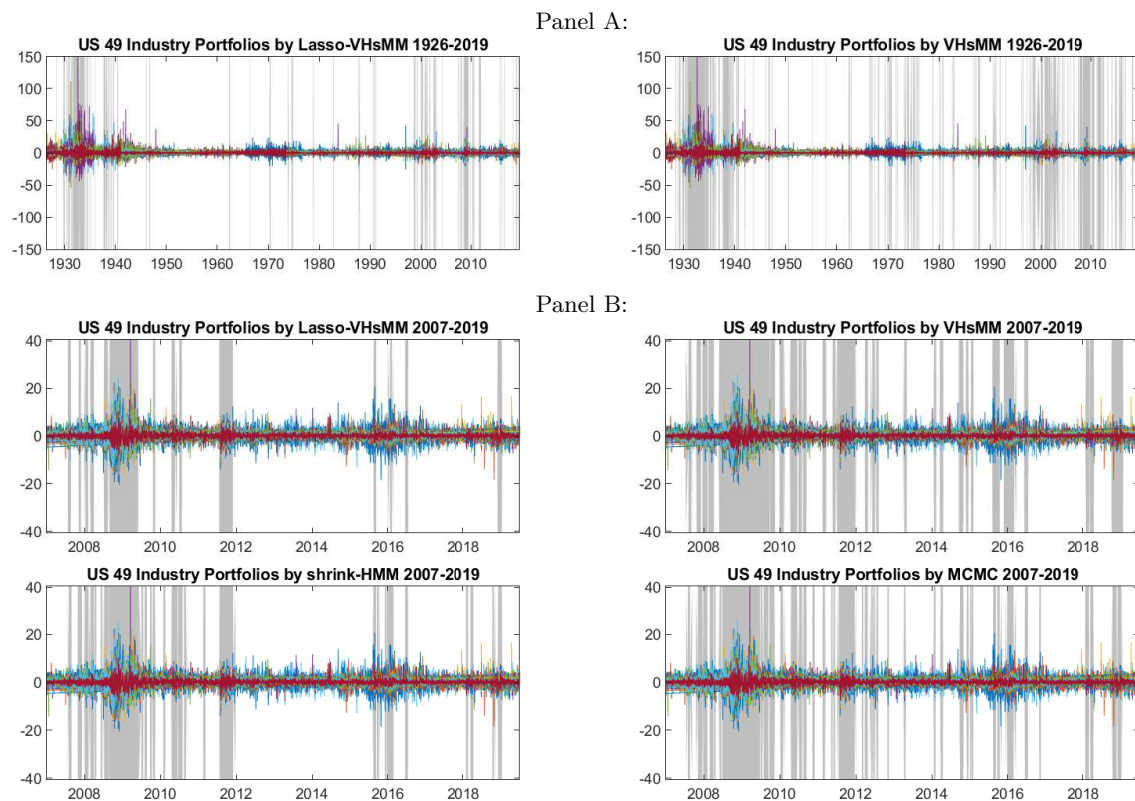 Panel A:
US 49 Industry Portfolios by Lasso-VHsMM 1926-2019
150
100
50
0
-50
-100
-150
1930 1940 1950 1960 1970 1980 1990 2000 2010
US 49 Industry Portfolios by VHsMM 1926-2019
150
100
50
0
-50
-100
-150
1930 1940 1950 1960 1970 1980 1990 2000 2010
Panel B:
US 49 Industry Portfolios by Lasso-VHsMM 2007-2019
40
20
0
-20
-40
2008 2010 2012 2014 2016 2018
US 49 Industry Portfolios by VHsMM 2007-2019
40
20
0
-20
-40
2008 2010 2012 2014 2016 2018
US 49 Industry Portfolios by shrink-HMM 2007-2019
40
20
0
-20
-40
2008 2010 2012 2014 2016 2018
US 49 Industry Portfolios by MCMC 2007-2019
40
20
0
-20
-40
2008 2010 2012 2014 2016 2018